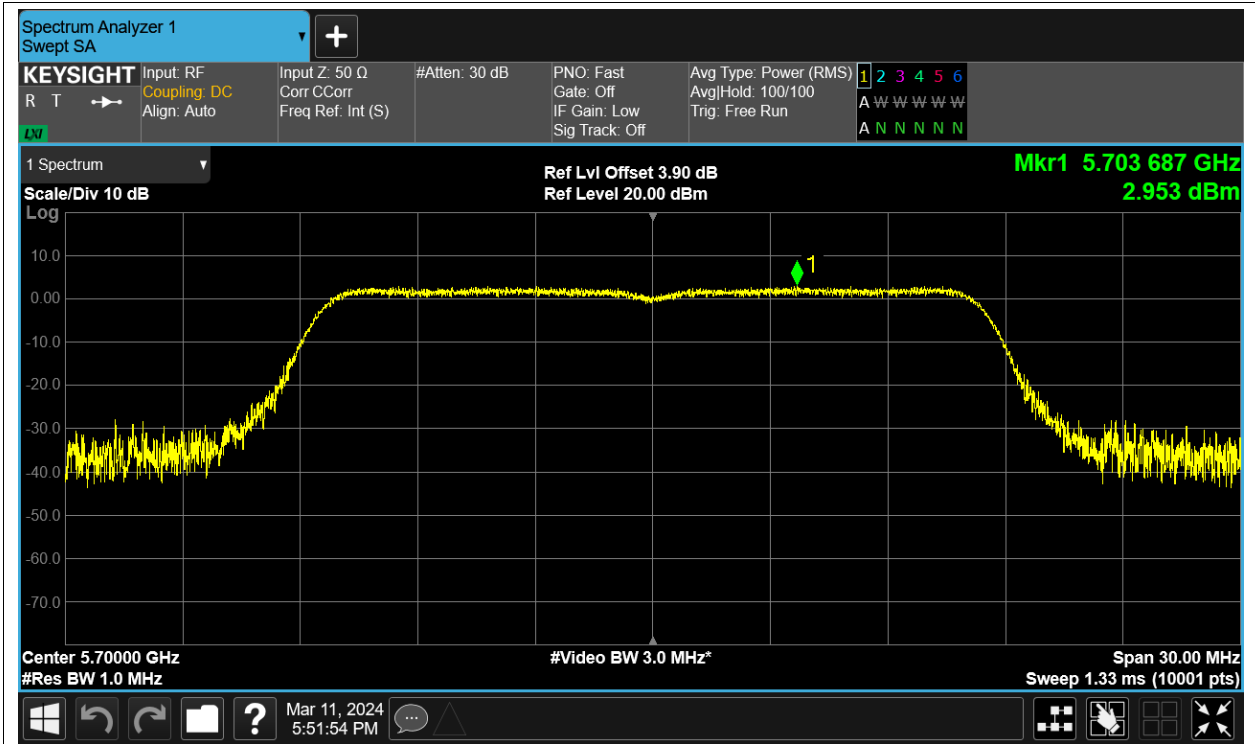 Spectrum Analyzer 1
Swept SA
KEYSIGHT
R T
LXI
Input: RF
Coupling: DC
Align: Auto
Input Z: 50 Ω
Corr CCorr
Freq Ref: Int (S)
#Atten: 30 dB
PNO: Fast
Gate: Off
IF Gain: Low
Sig Track: Off
Avg Type: Power (RMS)
Avg|Hold: 100/100
Trig: Free Run
1 2 3 4 5 6
A W W W W W
A N N N N N
1 Spectrum
Scale/Div 10 dB
Log
Ref Lvl Offset 3.90 dB
Ref Level 20.00 dBm
Mkr1 5.703 687 GHz
2.953 dBm
1
10.0
0.00
-10.0
-20.0
-30.0
-40.0
-50.0
-60.0
-70.0
Center 5.70000 GHz
#Res BW 1.0 MHz
#Video BW 3.0 MHz*
Span 30.00 MHz
Sweep 1.33 ms (10001 pts)
?
Mar 11, 2024
5:51:54 PM